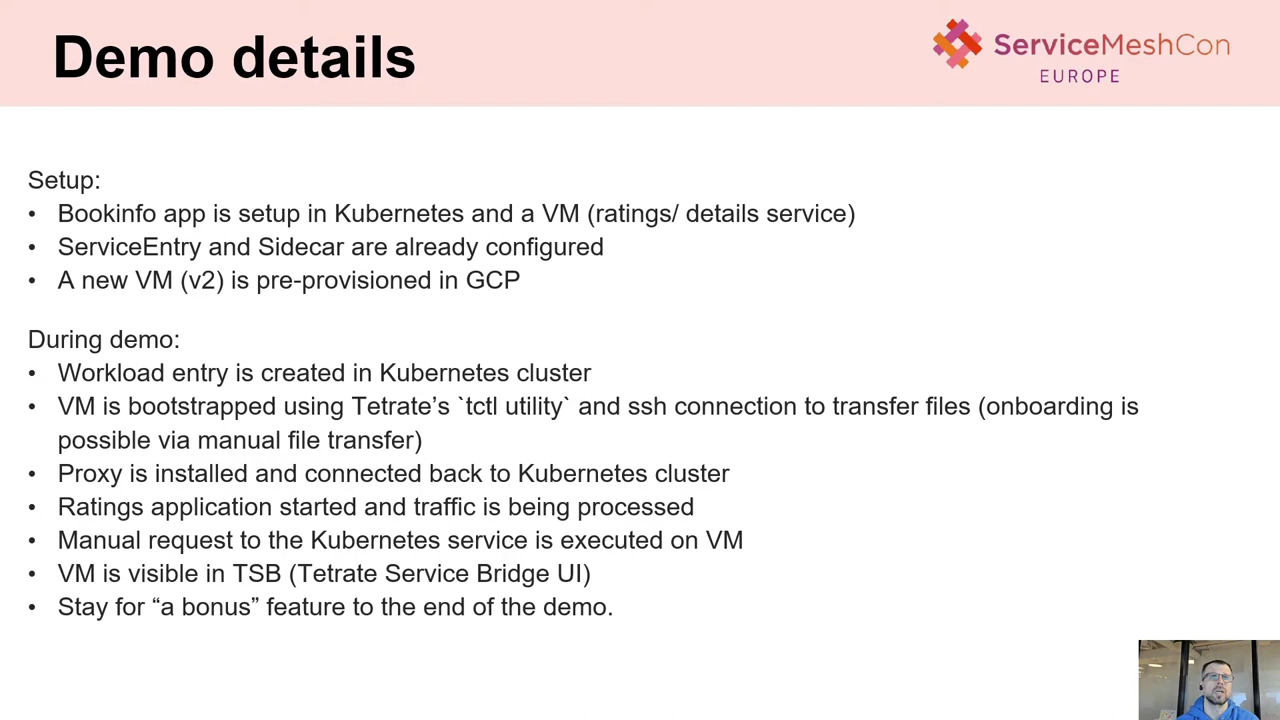 Demo details
ServiceMeshCon
EUROPE
Setup:
• Bookinfo app is setup in Kubernetes and a VM (ratings/ details service)
• ServiceEntry and Sidecar are already configured
• A new VM (v2) is pre-provisioned in GCP
During demo:
• Workload entry is created in Kubernetes cluster
• VM is bootstrapped using Tetrate’s `tctl utility` and ssh connection to transfer files (onboarding is
possible via manual file transfer)
• Proxy is installed and connected back to Kubernetes cluster
• Ratings application started and traffic is being processed
• Manual request to the Kubernetes service is executed on VM
• VM is visible in TSB (Tetrate Service Bridge UI)
• Stay for “a bonus” feature to the end of the demo.